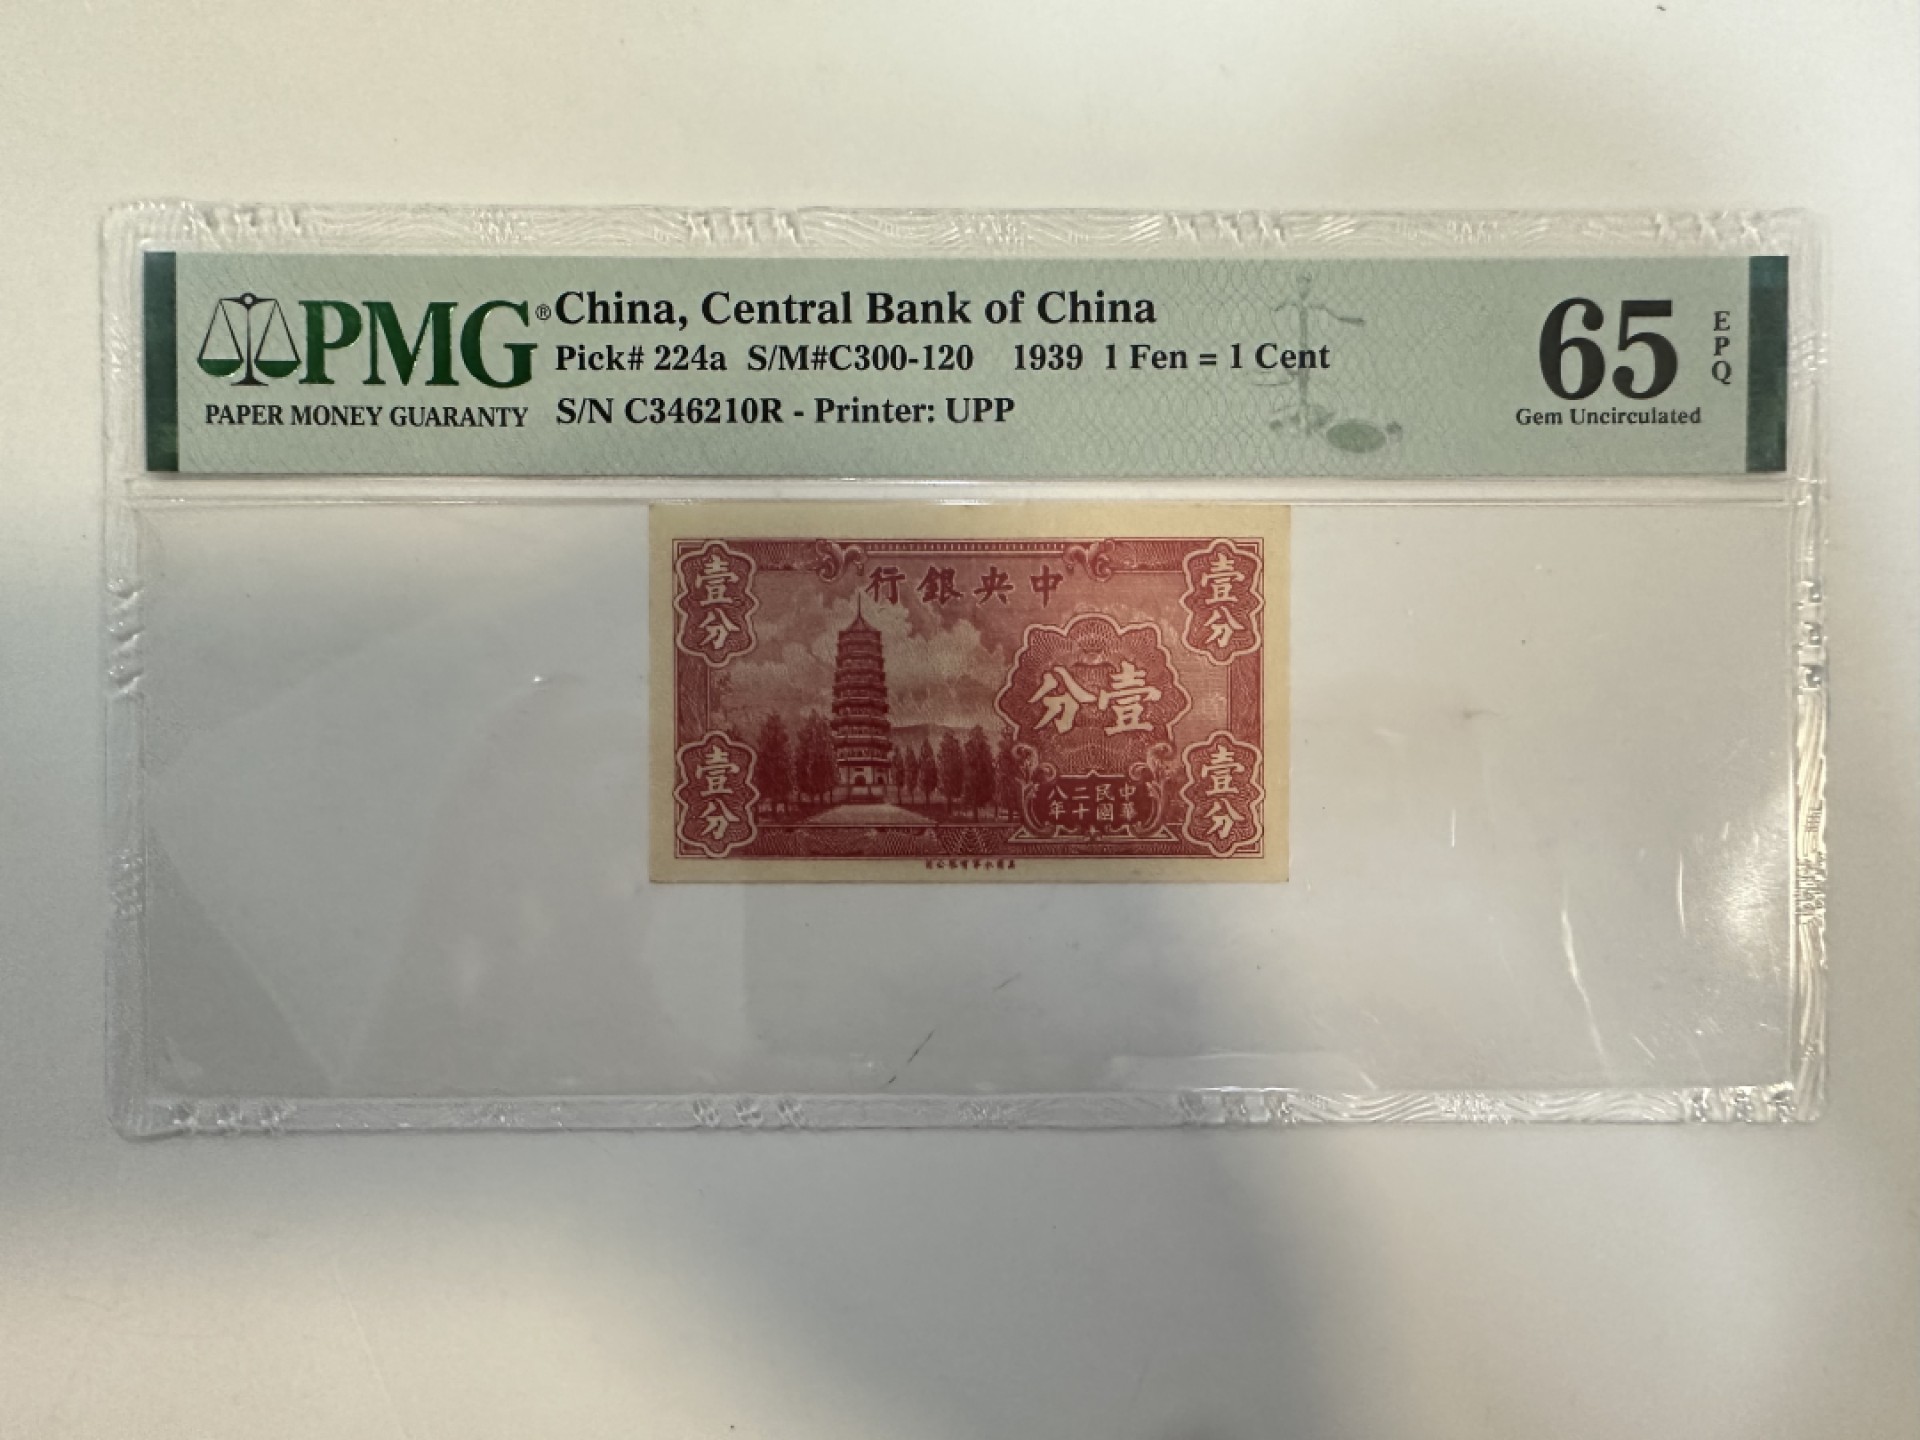 PMG®
PAPER MONEY GUARANTY
China, Central Bank of China
Pick# 224a S/M#C300-120 1939 1 Fen = 1 Cent
S/N C346210R - Printer: UPP
65
EPQ
Gem Uncirculated
行銀央中
壹分
壹分
分壹
壹分
壹分
中華
民國
二十
八年